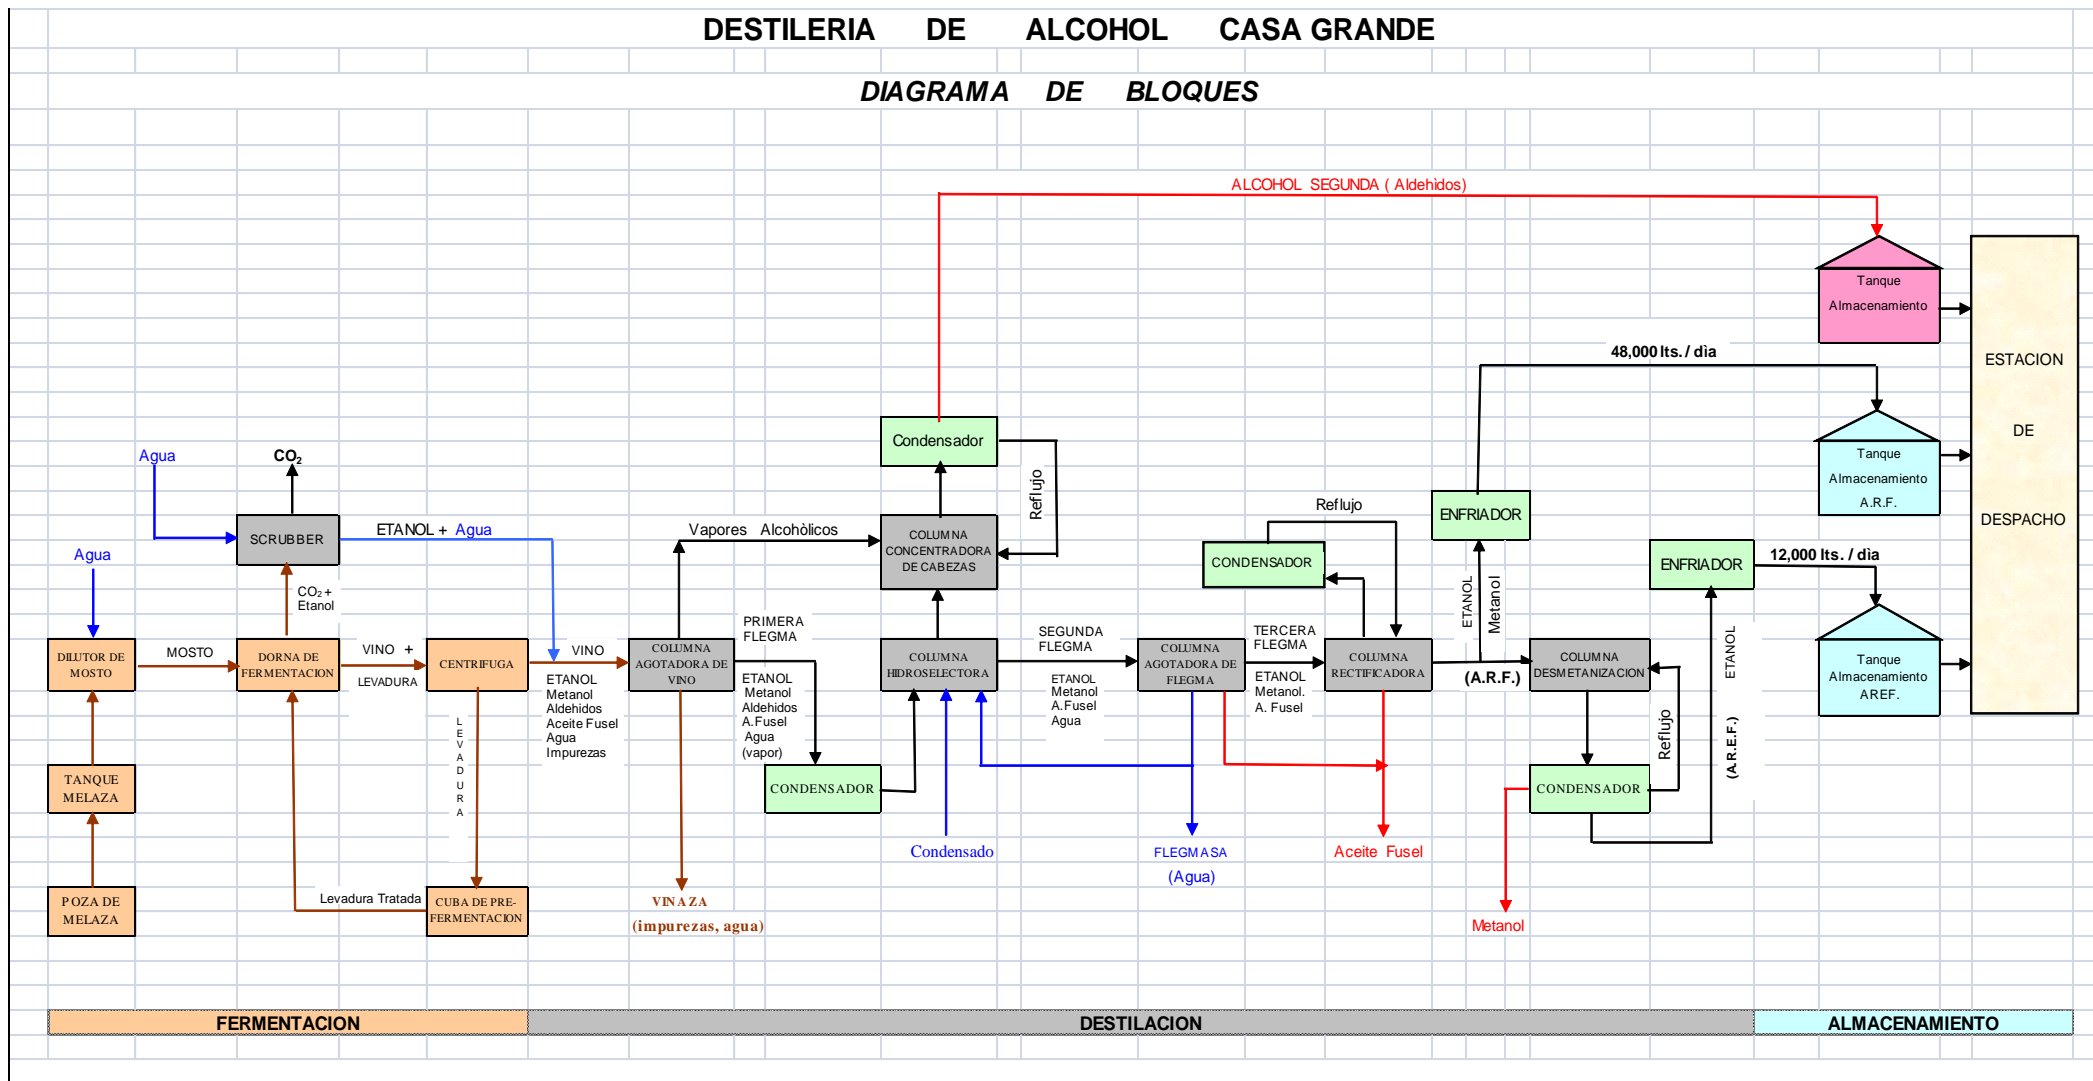 DESTILERIA DE ALCOHOL CASA GRANDE
DIAGRAMA DE BLOQUES
ALCOHOL SEGUNDA ( Aldehìdos)
Tanque
Almacenamiento
48,000 lts. / dìa
ESTACION
DE
DESPACHO
Tanque
Almacenamiento
A.R.F.
Condensador
Reflujo
Agua
CO2
SCRUBBER
ETANOL + Agua
Vapores Alcohòlicos
COLUMNA
CONCENTRADORA
DE CABEZAS
Reflujo
CONDENSADOR
ENFRIADOR
ETANOL
Metanol
ENFRIADOR
12,000 lts. / dìa
Agua
CO2 +
Etanol
DILUTOR DE
MOSTO
MOSTO
DORNA DE
FERMENTACION
VINO +
LEVADURA
CENTRIFUGA
VINO
ETANOL
Metanol
Aldehidos
Aceite Fusel
Agua
Impurezas
COLUMNA
AGOTADORA DE
VINO
PRIMERA
FLEGMA
ETANOL
Metanol
Aldehidos
A.Fusel
Agua
(vapor)
COLUMNA
HIDROSELECTORA
SEGUNDA
FLEGMA
ETANOL
Metanol
A.Fusel
Agua
COLUMNA
AGOTADORA DE
FLEGMA
TERCERA
FLEGMA
ETANOL
Metanol.
A. Fusel
COLUMNA
RECTIFICADORA
(A.R.F.)
COLUMNA
DESMETANIZACION
Reflujo
ETANOL
(A.R.E.F.)
Tanque
Almacenamiento
AREF.
LEVADURA
TANQUE
MELAZA
CONDENSADOR
CONDENSADOR
Condensado
FLEGMASA
(Agua)
Aceite Fusel
Metanol
POZA DE
MELAZA
Levadura Tratada
CUBA DE PRE-
FERMENTACION
VINAZA
(impurezas, agua)
FERMENTACION
DESTILACION
ALMACENAMIENTO